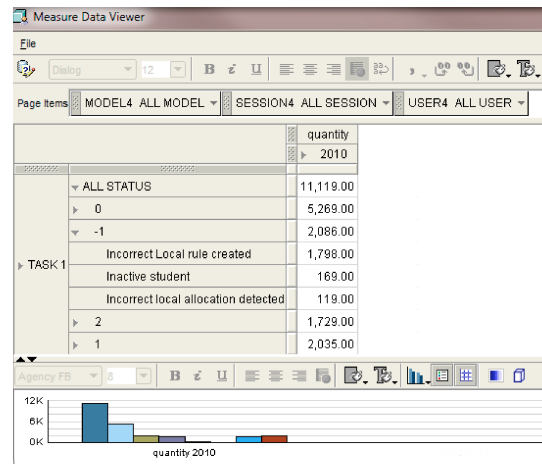 Measure Data Viewer
File
Dialog 12 B i U
Page Items MODEL4 ALL MODEL SESSION4 ALL SESSION USER4 ALL USER
quantity
2010
ALL STATUS 11,119.00
0 5,269.00
-1 2,086.00
TASK 1
Incorrect Local rule created 1,798.00
Inactive student 169.00
Incorrect local allocation detected 119.00
2 1,729.00
1 2,035.00
Agency FB 8 B i U
12K
6K
0K
quantity 2010